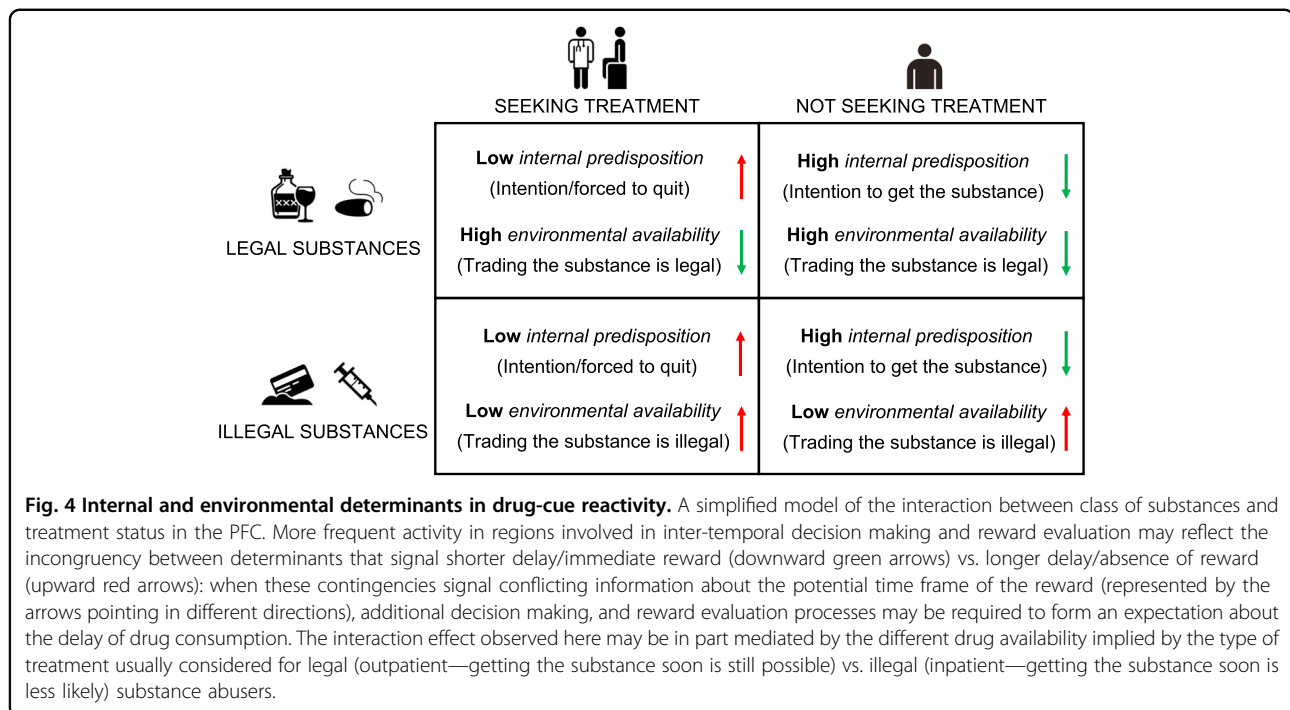 SEEKING TREATMENT
NOT SEEKING TREATMENT
LEGAL SUBSTANCES
XXX
Low internal predisposition
(Intention/forced to quit)
High environmental availability
(Trading the substance is legal)
High internal predisposition
(Intention to get the substance)
High environmental availability
(Trading the substance is legal)
ILLEGAL SUBSTANCES
Low internal predisposition
(Intention/forced to quit)
Low environmental availability
(Trading the substance is illegal)
High internal predisposition
(Intention to get the substance)
Low environmental availability
(Trading the substance is illegal)
Fig. 4 Internal and environmental determinants in drug-cue reactivity. A simplified model of the interaction between class of substances and
treatment status in the PFC. More frequent activity in regions involved in inter-temporal decision making and reward evaluation may reflect the
incongruency between determinants that signal shorter delay/immediate reward (downward green arrows) vs. longer delay/absence of reward
(upward red arrows): when these contingencies signal conflicting information about the potential time frame of the reward (represented by the
arrows pointing in different directions), additional decision making, and reward evaluation processes may be required to form an expectation about
the delay of drug consumption. The interaction effect observed here may be in part mediated by the different drug availability implied by the type of
treatment usually considered for legal (outpatient—getting the substance soon is still possible) vs. illegal (inpatient—getting the substance soon is
less likely) substance abusers.